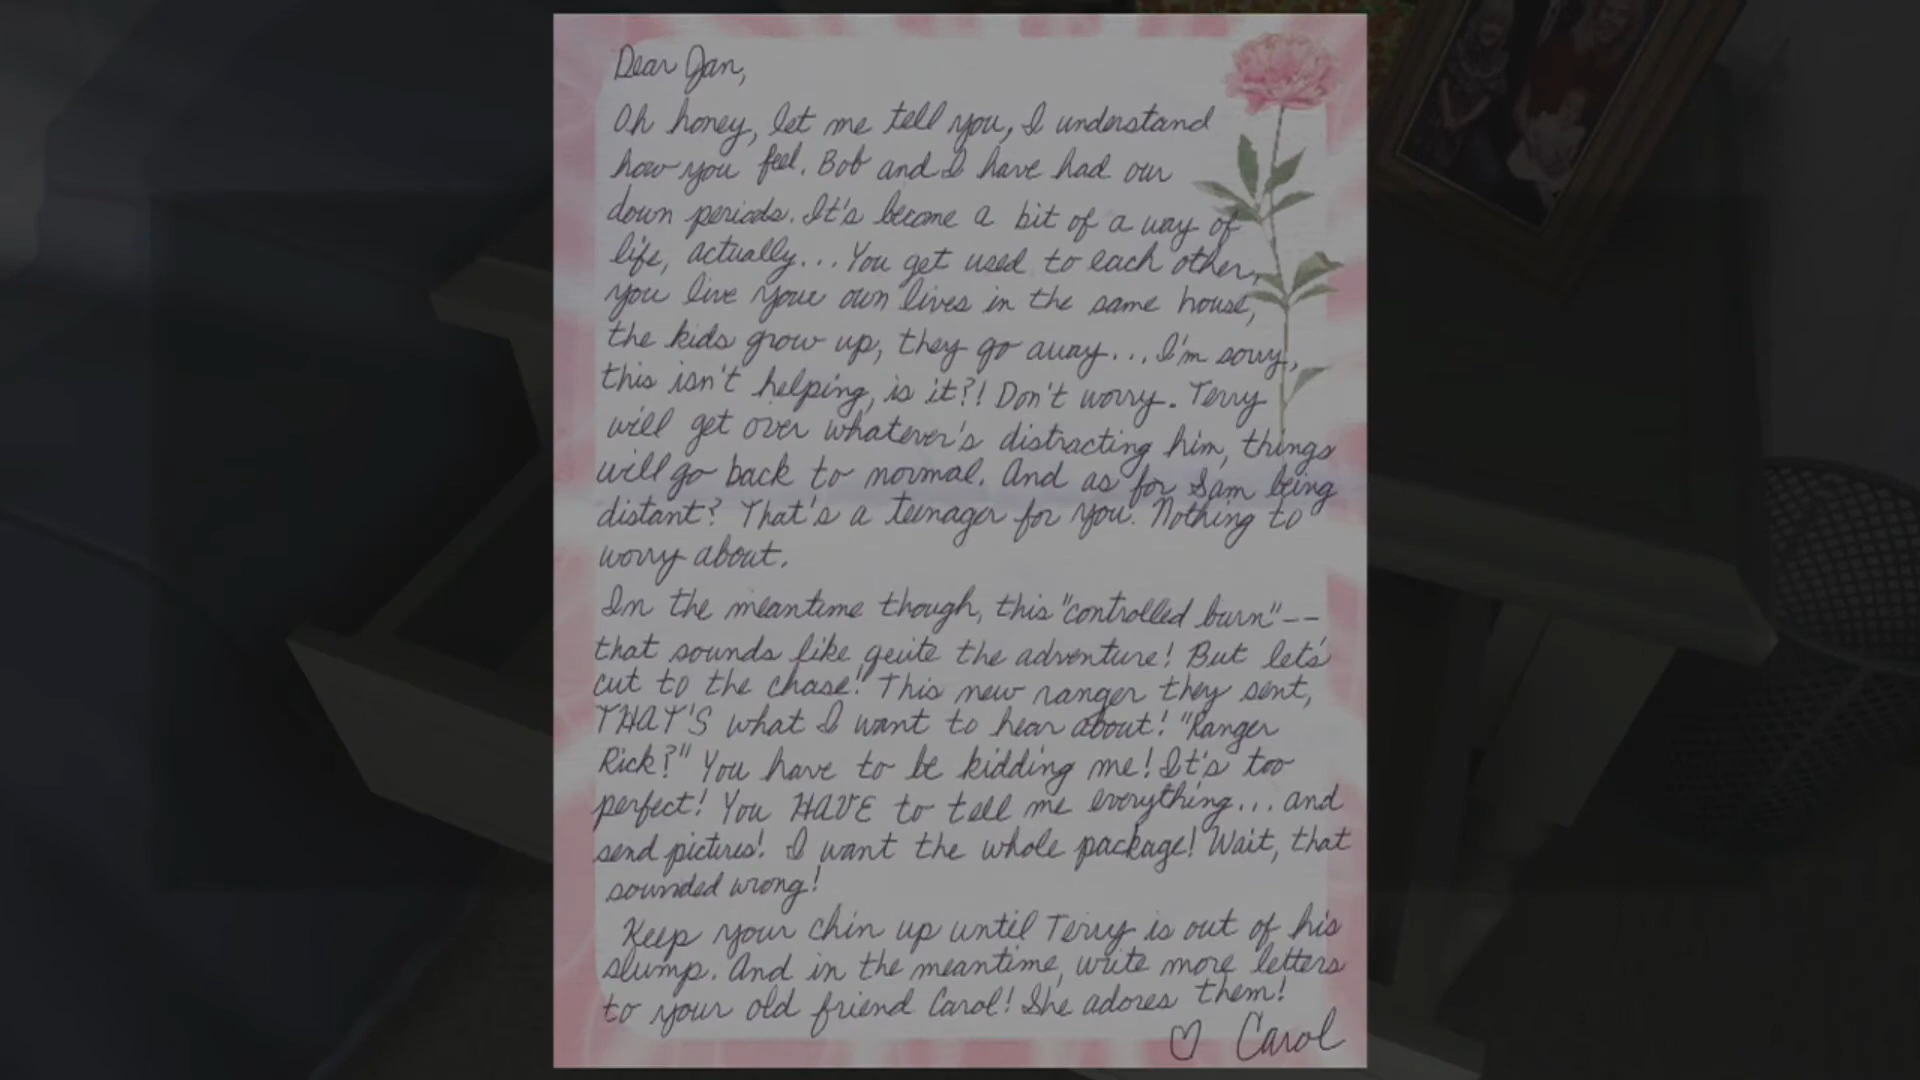 Dear Jan,
Oh honey, let me tell you, I understand
how you feel. Bob and I have had our
down periods. It's become a bit of a way of
life, actually... You get used to each other,
you live your own lives in the same house,
the kids grow up, they go away... I'm sorry,
this isn't helping, is it?! Don't worry. Terry
will get over whatever's distracting him, things
will go back to normal. And as for Sam being
distant? That's a teenager for you. Nothing to
worry about.
In the meantime though, this "controlled burn"--
that sounds like quite the adventure! But let's
cut to the chase! This new ranger they sent,
THAT'S what I want to hear about! "Ranger
Rick?" You have to be kidding me! It's too
perfect! You HAVE to tell me everything... and
send pictures! I want the whole package! Wait, that
sounded wrong!
Keep your chin up until Terry is out of his
slump. And in the meantime, write more letters
to your old friend Carol! She adores them!
♡ Carol